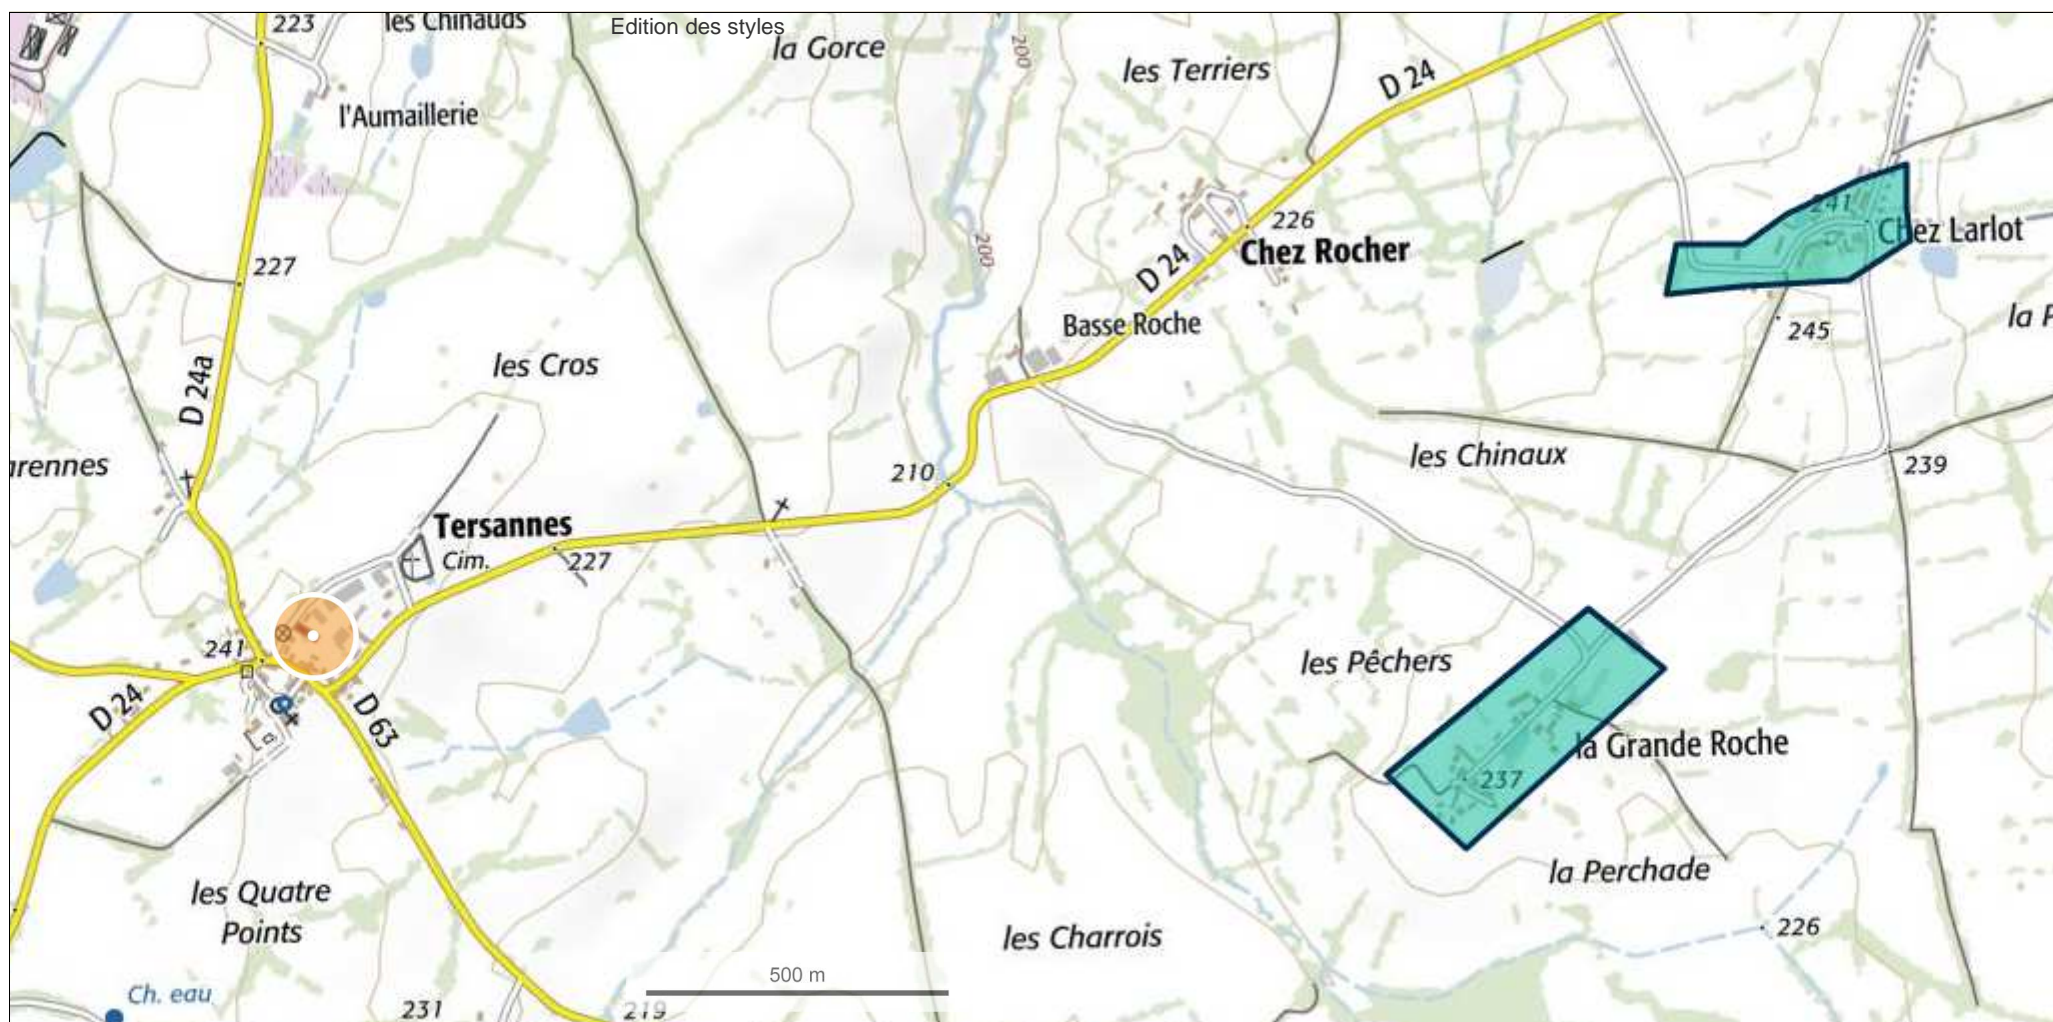 223
les Chinauds
Edition des styles
la Gorce
200
les Terriers
D 24
l'Aumaillerie
241
Chez Larlot
226
Chez Rocher
D 24
200
227
Basse Roche
245
D 24a
les Cros
210
les Chinaux
239
Tersannes
Cim.
227
241
les Pêchers
D 24
D 63
la Grande Roche
237
la Perchade
les Quatre
Points
les Charrois
226
500 m
Ch. eau
231
219